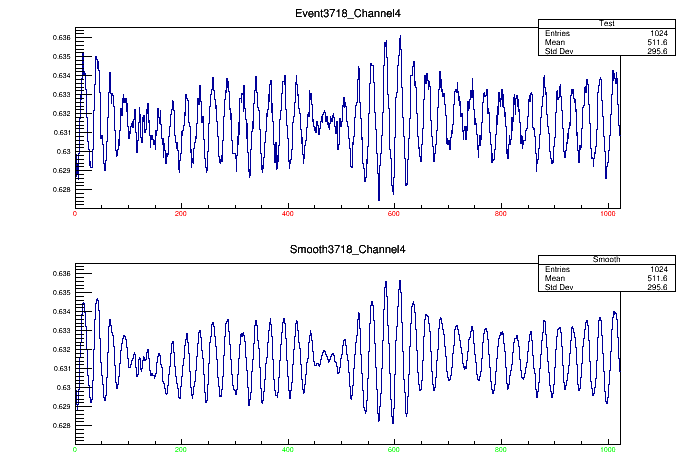 Event3718_Channel4
Test
Entries 1024
Mean 511.6
Std Dev 295.6
0.636
0.635
0.634
0.633
0.632
0.631
0.63
0.629
0.628
0 200 400 600 800 1000
Smooth3718_Channel4
Smooth
Entries 1024
Mean 511.6
Std Dev 295.6
0.636
0.635
0.634
0.633
0.632
0.631
0.63
0.629
0.628
0 200 400 600 800 1000